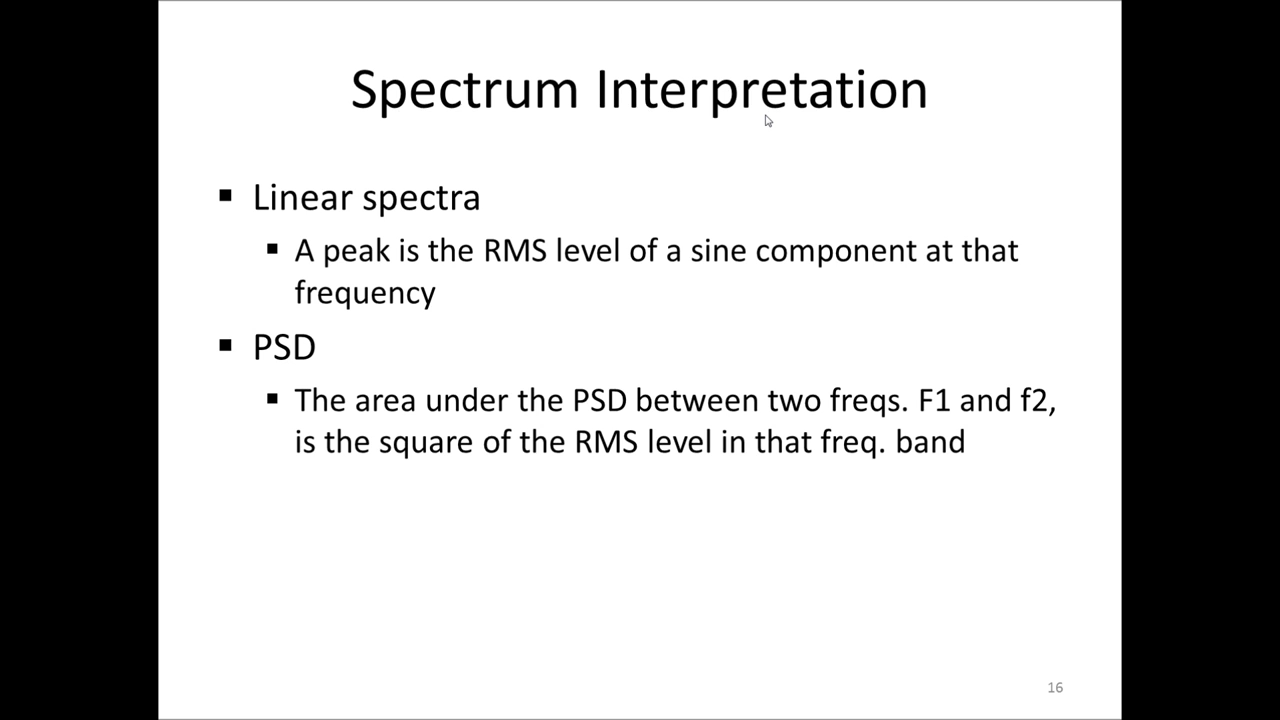 Spectrum Interpretation
▪ Linear spectra
▪ A peak is the RMS level of a sine component at that
frequency
▪ PSD
▪ The area under the PSD between two freqs. F1 and f2,
is the square of the RMS level in that freq. band
16